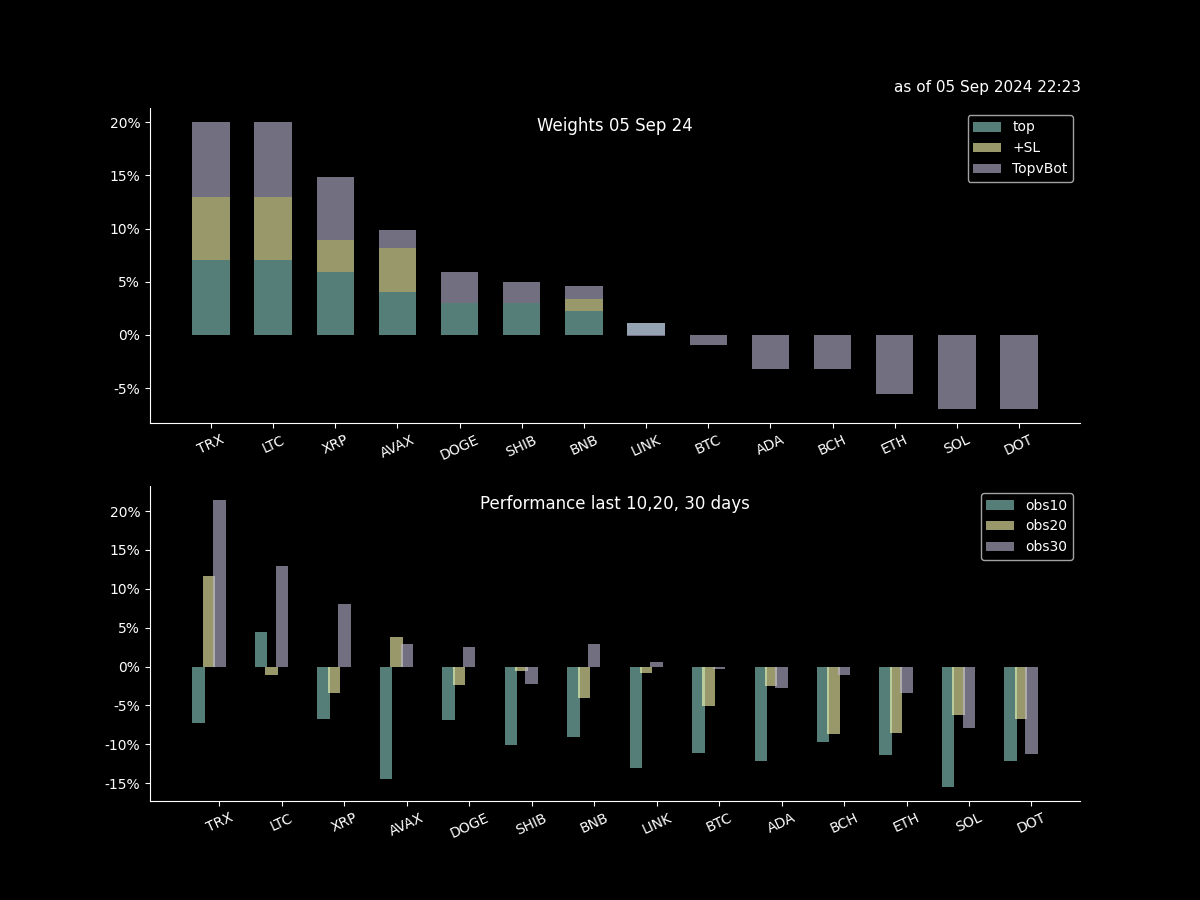 as of 05 Sep 2024 22:23
Weights 05 Sep 24
top
+SL
TopvBot
20%
15%
10%
5%
0%
-5%
TRX LTC XRP AVAX DOGE SHIB BNB LINK BTC ADA BCH ETH SOL DOT
Performance last 10,20, 30 days
obs10
obs20
obs30
20%
15%
10%
5%
0%
-5%
-10%
-15%
TRX LTC XRP AVAX DOGE SHIB BNB LINK BTC ADA BCH ETH SOL DOT